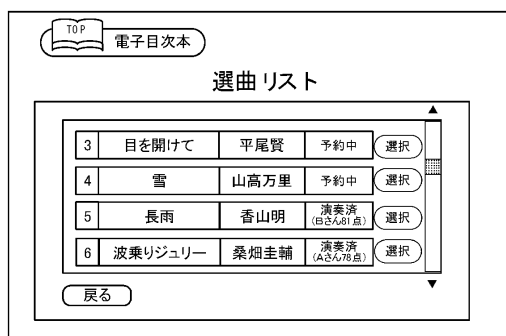 TOP
電子目次本
選曲リスト
▲
3 目を開けて 平尾賢 予約中 選択
4 雪 山高万里 予約中 選択
5 長雨 香山明 演奏済 (Bさん81点) 選択
6 波乗りジュリー 桑畑圭輔 演奏済 (Aさん78点) 選択
▼
戻る